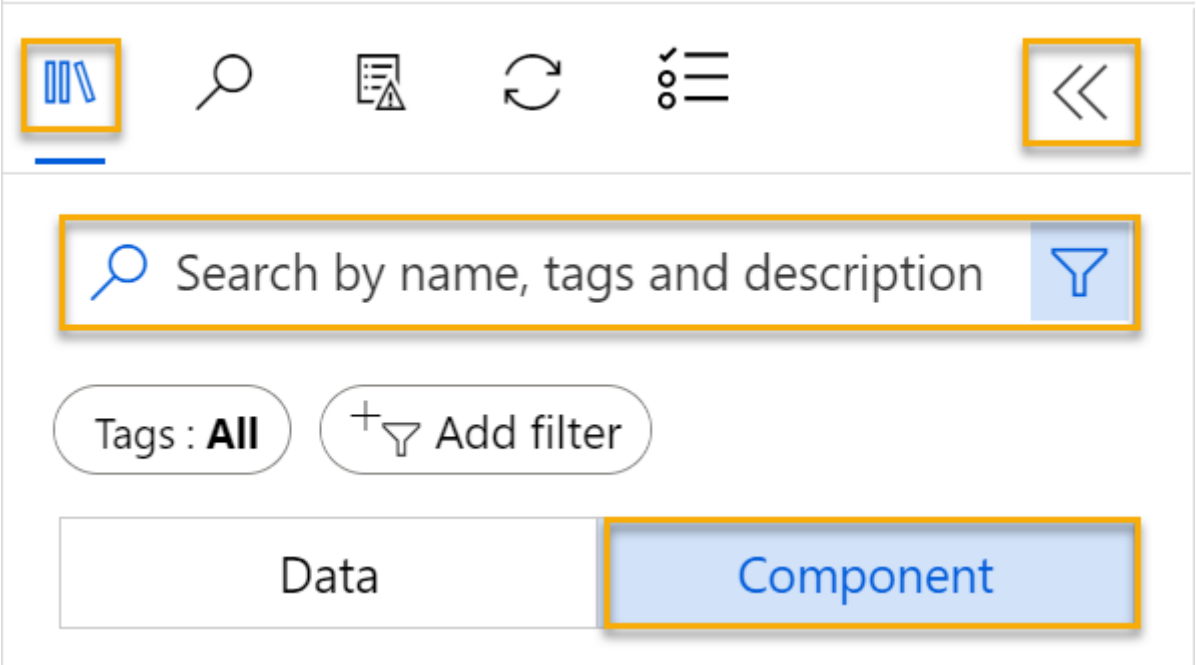 Search by name, tags and description
Tags : All
Add filter
Data
Component